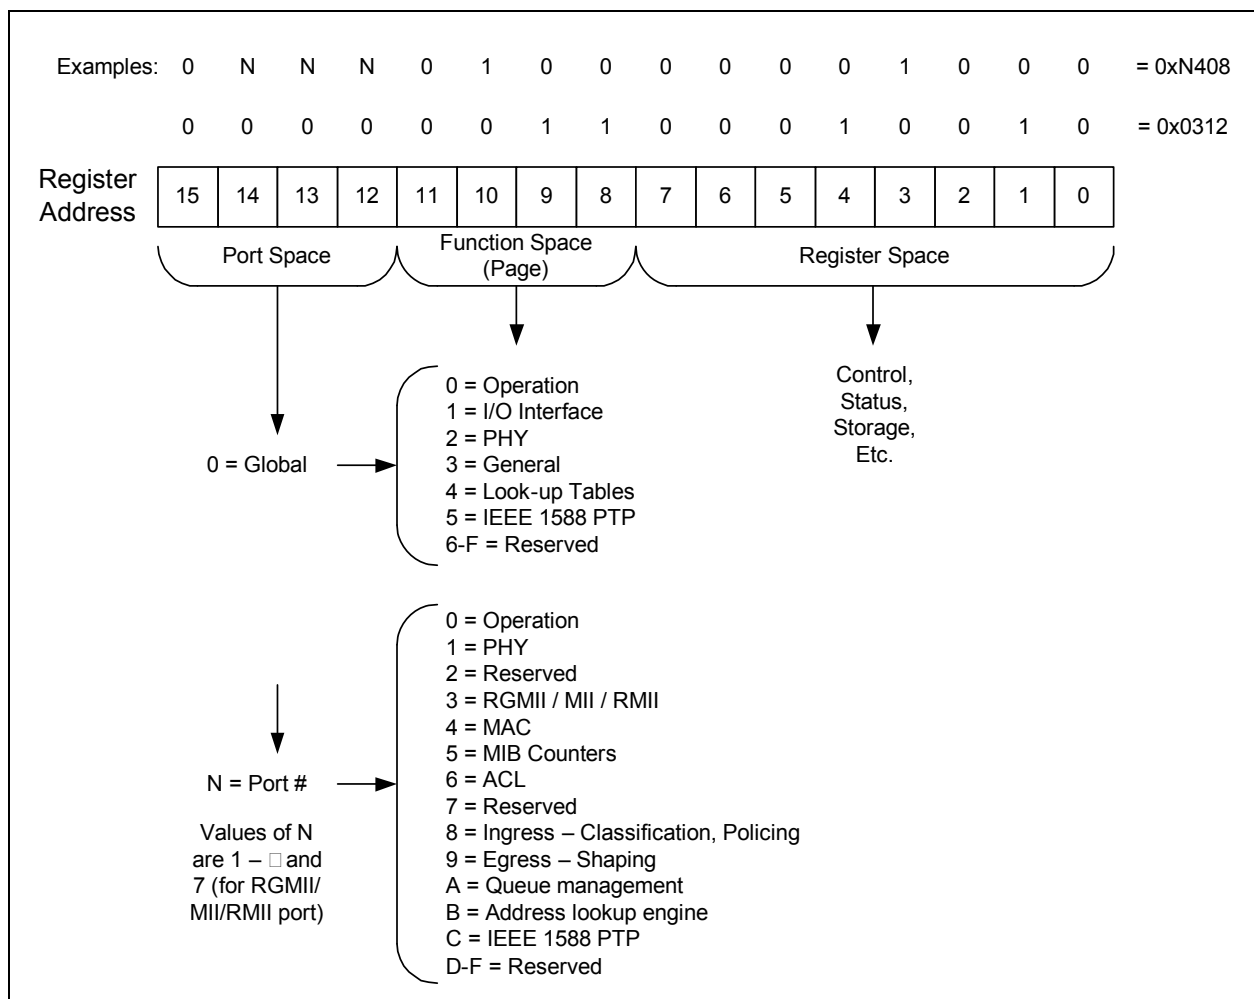 Examples: 0 N N N 0 1 0 0 0 0 0 0 1 0 0 0 = 0xN408
0 0 0 0 0 0 1 1 0 0 0 1 0 0 1 0 = 0x0312
Register
Address
15 14 13 12 11 10 9 8 7 6 5 4 3 2 1 0
Port Space
Function Space
(Page)
Register Space
Control,
Status,
Storage,
Etc.
0 = Global
0 = Operation
1 = I/O Interface
2 = PHY
3 = General
4 = Look-up Tables
5 = IEEE 1588 PTP
6-F = Reserved
N = Port #
Values of N
are 1 – □ and
7 (for RGMII/
MII/RMII port)
0 = Operation
1 = PHY
2 = Reserved
3 = RGMII / MII / RMII
4 = MAC
5 = MIB Counters
6 = ACL
7 = Reserved
8 = Ingress – Classification, Policing
9 = Egress – Shaping
A = Queue management
B = Address lookup engine
C = IEEE 1588 PTP
D-F = Reserved